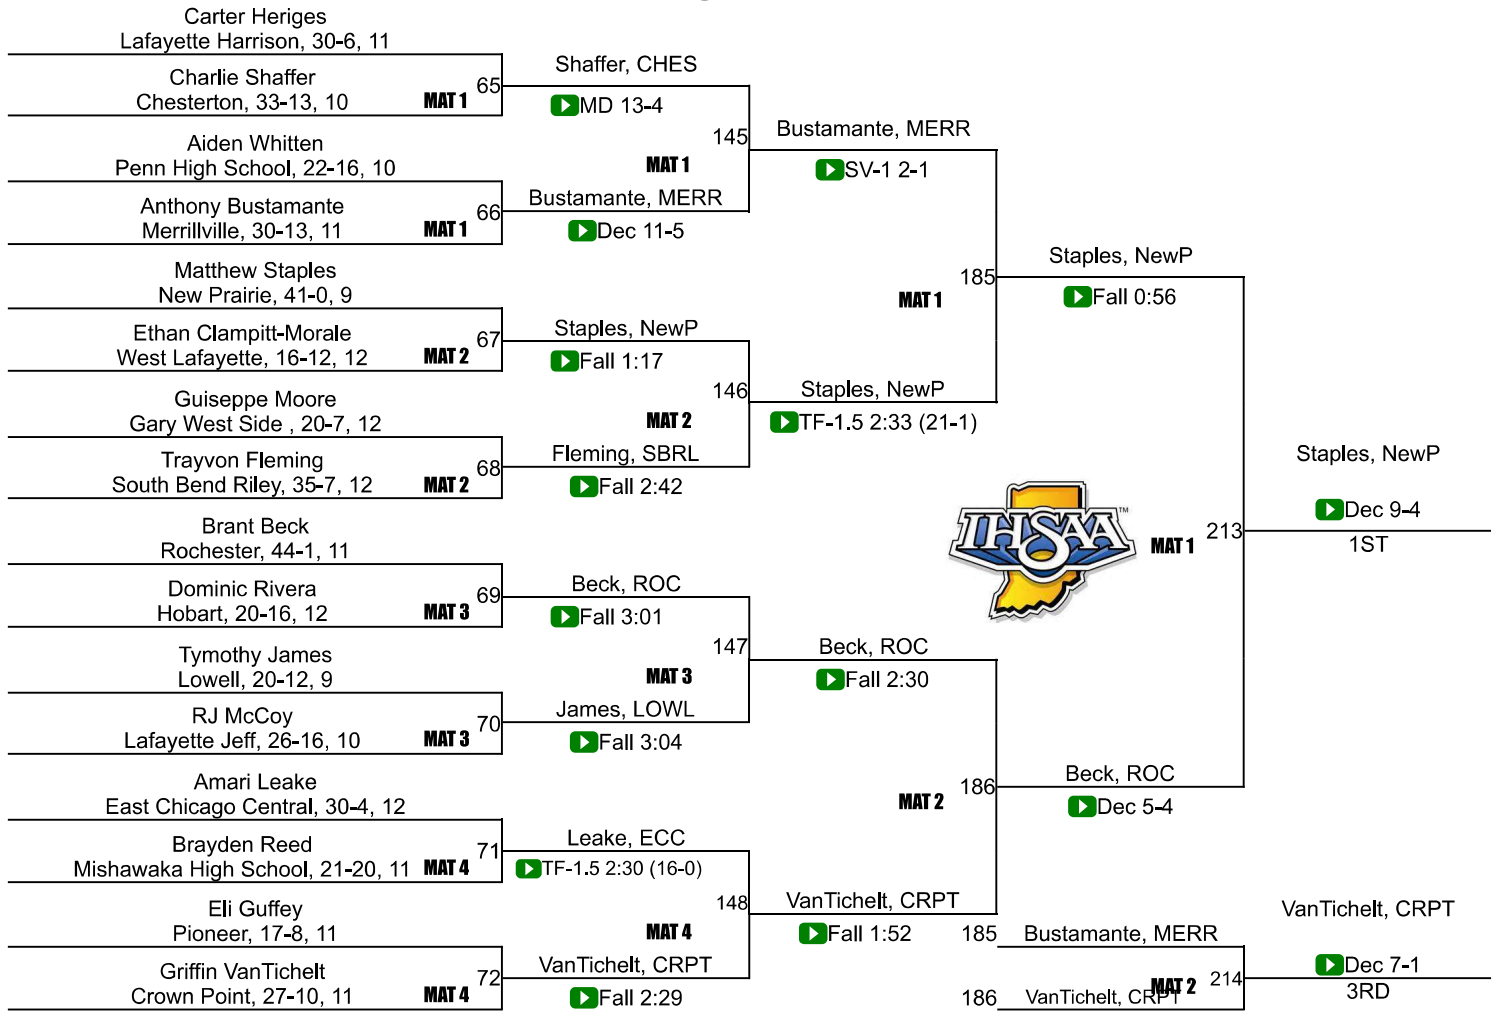 Carter Heriges
Lafayette Harrison, 30-6, 11
Charlie Shaffer
Chesterton, 33-13, 10
MAT 1
65
Aiden Whitten
Penn High School, 22-16, 10
Anthony Bustamante
Merrillville, 30-13, 11
MAT 1
66
Matthew Staples
New Prairie, 41-0, 9
Ethan Clampitt-Morale
West Lafayette, 16-12, 12
MAT 2
67
Guiseppe Moore
Gary West Side , 20-7, 12
Trayvon Fleming
South Bend Riley, 35-7, 12
MAT 2
68
Brant Beck
Rochester, 44-1, 11
Dominic Rivera
Hobart, 20-16, 12
MAT 3
69
Tymothy James
Lowell, 20-12, 9
RJ McCoy
Lafayette Jeff, 26-16, 10
MAT 3
70
Amari Leake
East Chicago Central, 30-4, 12
Brayden Reed
Mishawaka High School, 21-20, 11
MAT 4
71
Eli Guffey
Pioneer, 17-8, 11
Griffin VanTichelt
Crown Point, 27-10, 11
MAT 4
72
Shaffer, CHES
MD 13-4
145
MAT 1
Bustamante, MERR
Dec 11-5
Staples, NewP
Fall 1:17
146
MAT 2
Fleming, SBRL
Fall 2:42
Beck, ROC
Fall 3:01
147
MAT 3
James, LOWL
Fall 3:04
Leake, ECC
TF-1.5 2:30 (16-0)
148
MAT 4
VanTichelt, CRPT
Fall 2:29
Bustamante, MERR
SV-1 2-1
185
MAT 1
Staples, NewP
TF-1.5 2:33 (21-1)
Beck, ROC
Fall 2:30
186
MAT 2
VanTichelt, CRPT
Fall 1:52
Staples, NewP
Fall 0:56
IHSAA
TM
MAT 1
213
Beck, ROC
Dec 5-4
Staples, NewP
Dec 9-4
1ST
185
Bustamante, MERR
186
VanTichelt, CRPT
MAT 2
214
VanTichelt, CRPT
Dec 7-1
3RD